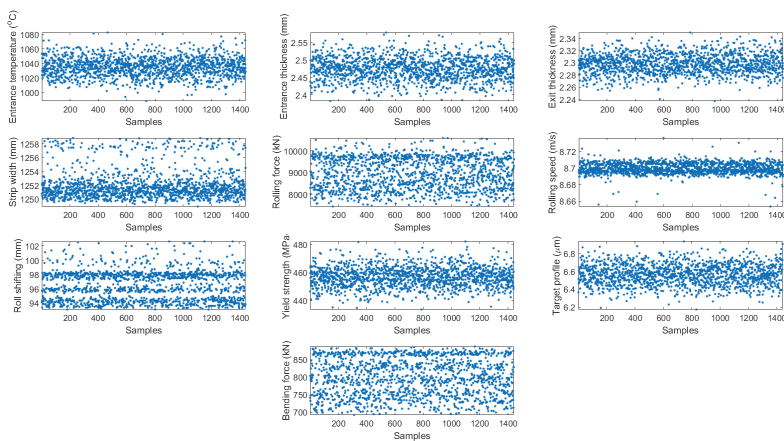 Entrance temperature (°C)
1080
1060
1040
1020
1000
200 400 600 800 1000 1200 1400
Samples
Entrance thickness (mm)
2.55
2.5
2.45
2.4
200 400 600 800 1000 1200 1400
Samples
Exit thickness (mm)
2.34
2.32
2.3
2.28
2.26
2.24
200 400 600 800 1000 1200 1400
Samples
Strip width (mm)
1258
1256
1254
1252
1250
200 400 600 800 1000 1200 1400
Samples
Rolling force (kN)
10000
9000
8000
200 400 600 800 1000 1200 1400
Samples
Rolling speed (m/s)
8.72
8.7
8.68
8.66
200 400 600 800 1000 1200 1400
Samples
Roll shifting (mm)
102
100
98
96
94
200 400 600 800 1000 1200 1400
Samples
Yield strength (MPa
480
460
440
200 400 600 800 1000 1200 1400
Samples
Target profile (μm)
6.8
6.6
6.4
6.2
200 400 600 800 1000 1200 1400
Samples
Bending force (kN)
850
800
750
700
200 400 600 800 1000 1200 1400
Samples